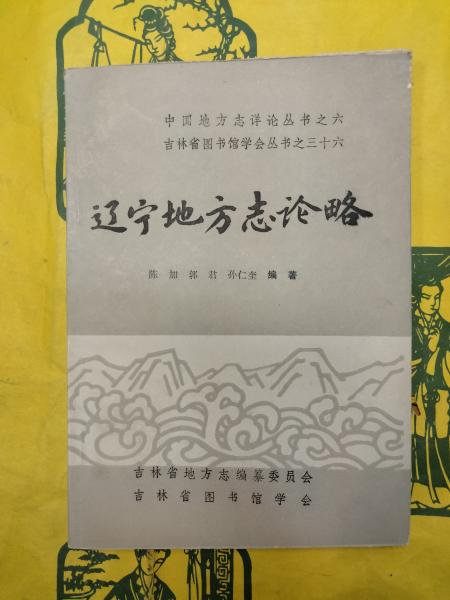 中国地方志详论丛书之六
吉林省图书馆学会丛书之三十六
辽宁地方志论略
陈加 郭君 孙仁奎 编著
吉林省地方志编纂委员会
吉林省图书馆学会